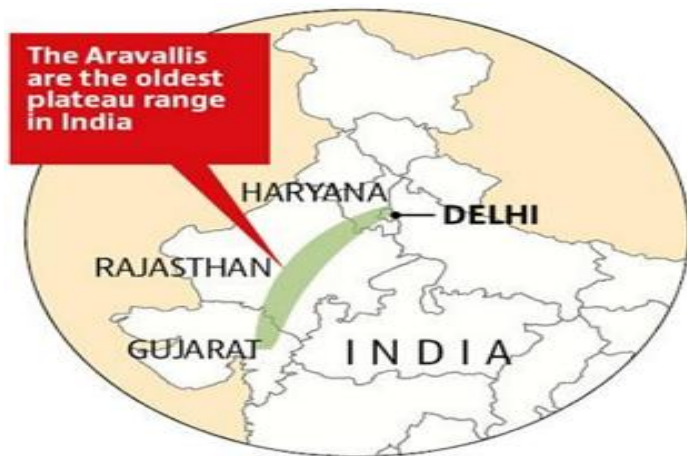 The Aravallis
are the oldest
plateau range
in India
HARYANA
DELHI
RAJASTHAN
GUJARAT
INDIA